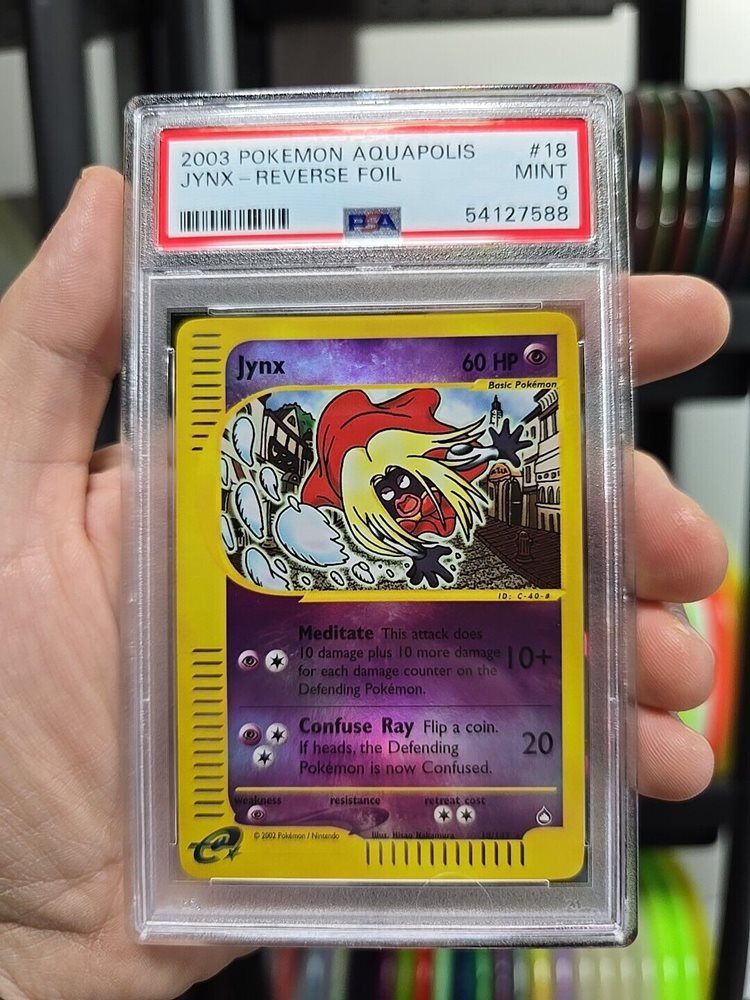 2003 POKEMON AQUAPOLIS #18
JYNX - REVERSE FOIL MINT
9
PSA 54127588
Jynx 60 HP
Basic Pokémon
ID: C-40-#
Meditate This attack does
10 damage plus 10 more damage
for each damage counter on the
Defending Pokémon.
10+
Confuse Ray Flip a coin.
If heads, the Defending
Pokémon is now Confused.
20
weakness resistance retreat cost
© 2002 Pokémon / Nintendo Illus. Hisao Nakamura
e